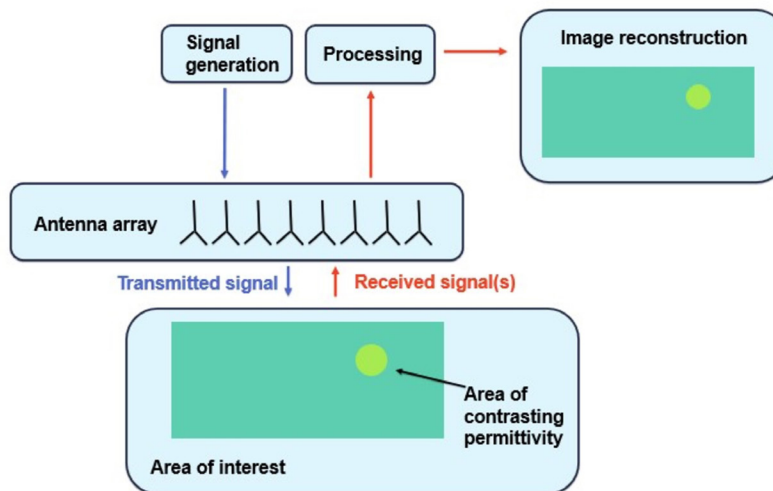 Signal
generation
Processing
Image reconstruction
Antenna array
Transmitted signal
Received signal(s)
Area of
contrasting
permittivity
Area of interest